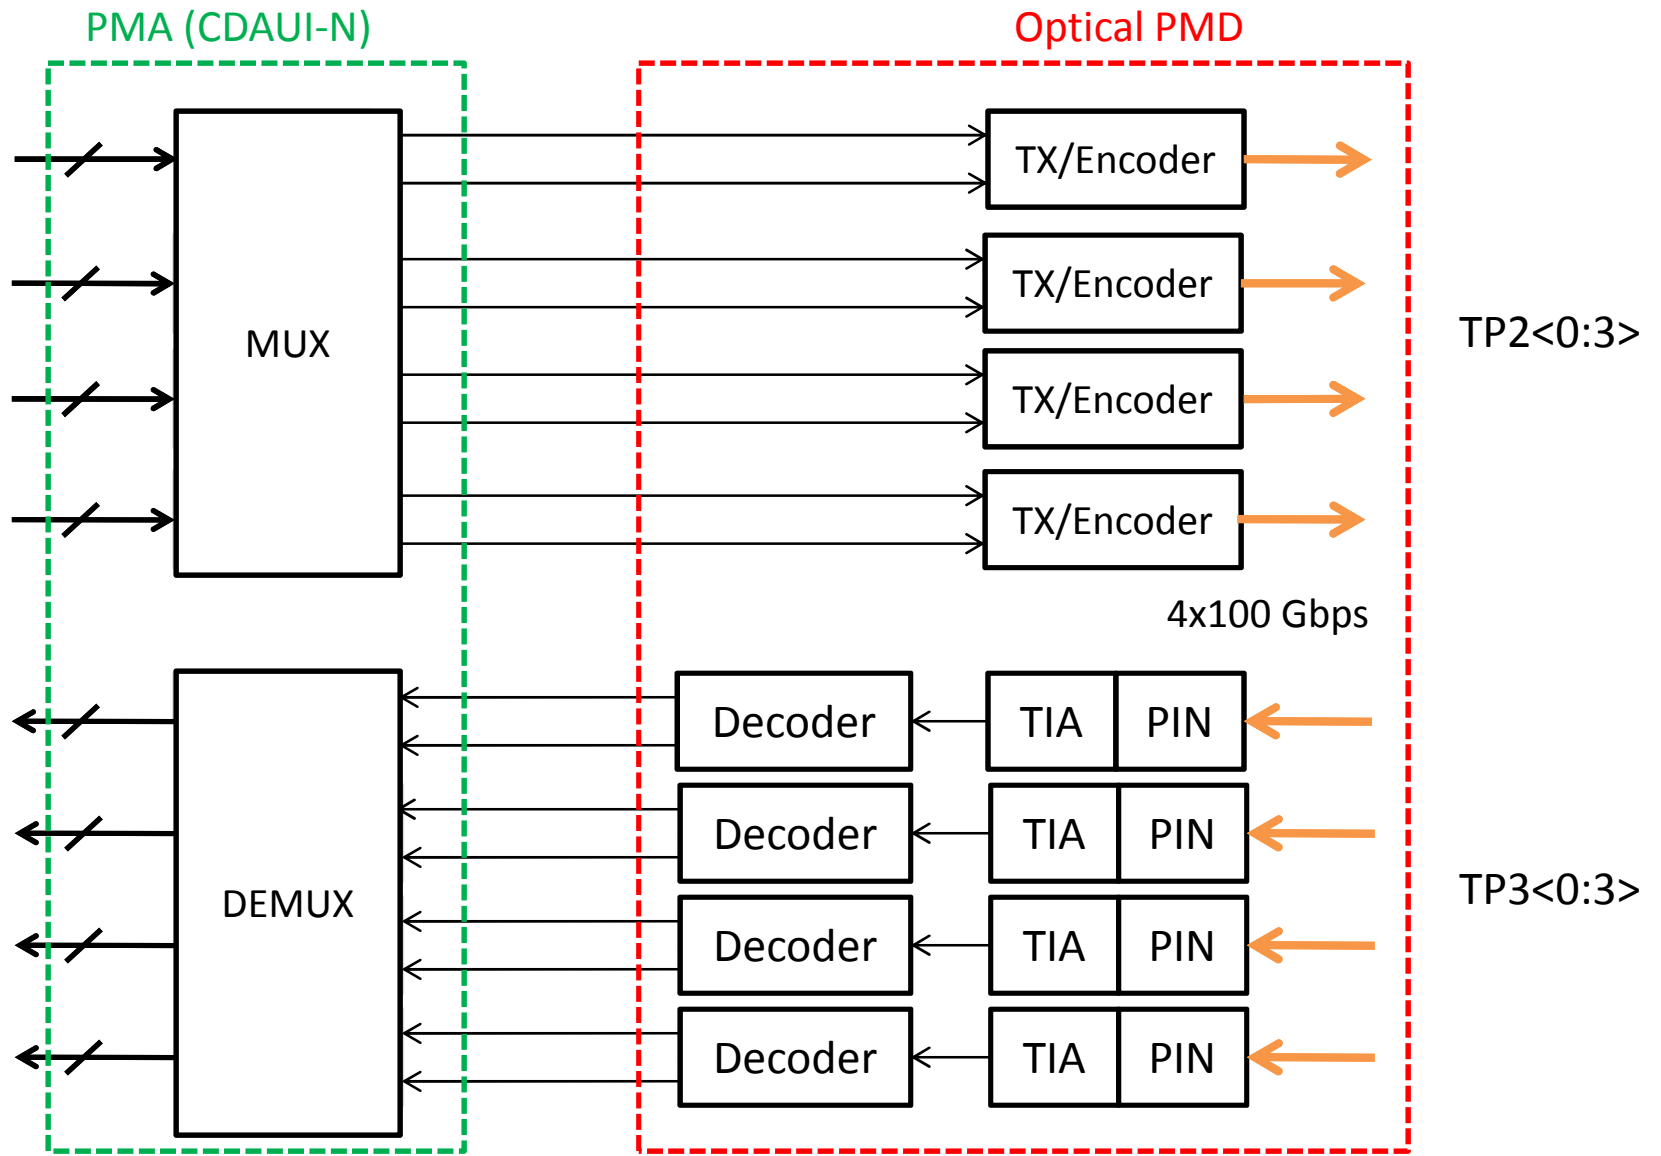 PMA (CDAUI-N)
Optical PMD
MUX
TX/Encoder
TX/Encoder
TX/Encoder
TX/Encoder
TP2<0:3>
4x100 Gbps
DEMUX
Decoder TIA PIN
Decoder TIA PIN
Decoder TIA PIN
Decoder TIA PIN
TP3<0:3>